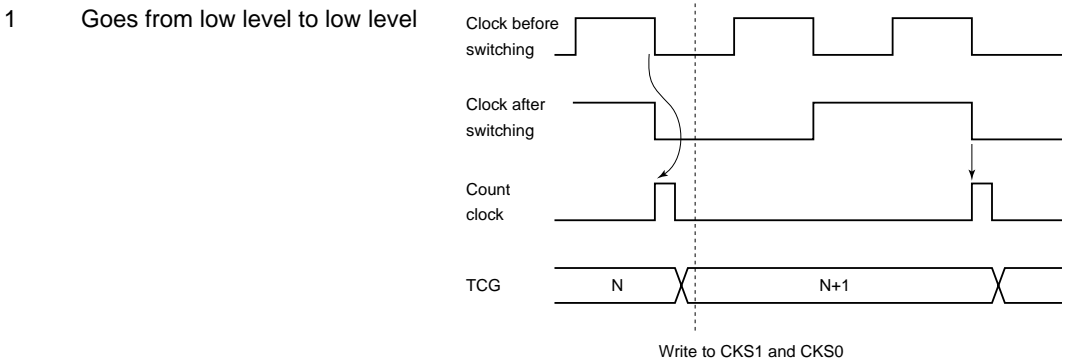 1 Goes from low level to low level
Clock before
switching
Clock after
switching
Count
clock
TCG N N+1
Write to CKS1 and CKS0